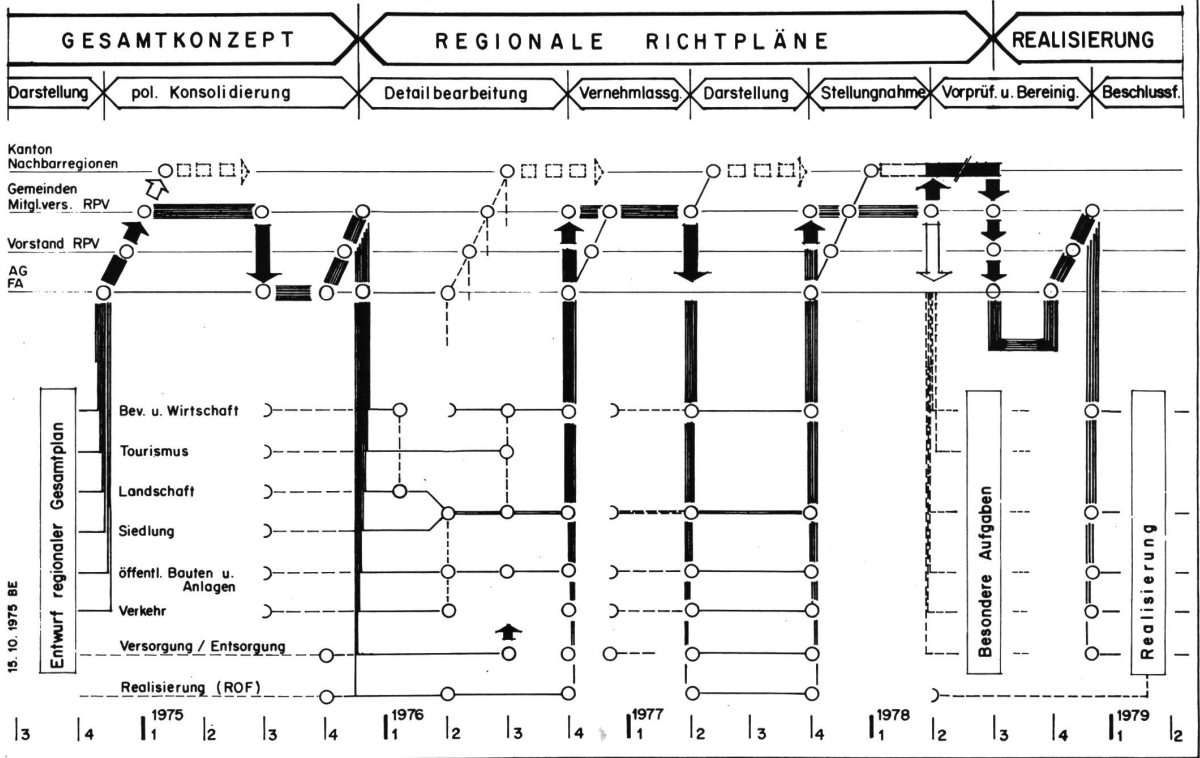 GESAMTKONZEPT
REGIONALE RICHTPLÄNE
REALISIERUNG
Darstellung
pol. Konsolidierung
Detailbearbeitung
Vernehmlassg.
Darstellung
Stellungnahme
Vorprüf. u. Bereinig.
Beschlussf.
Kanton
Nachbarregionen
Gemeinden
Mitgl.vers. RPV
Vorstand RPV
AG
FA
Entwurf regionaler Gesamtplan
Bev. u. Wirtschaft
Tourismus
Landschaft
Siedlung
öffentl. Bauten u.
Anlagen
Verkehr
Versorgung / Entsorgung
Realisierung (ROF)
Besondere Aufgaben
Realisierung
15. 10. 1975 BE
1975
1976
1977
1978
1979
3 4 1 2 3 4 1 2 3 4 1 2 3 4 1 2 3 4 1 2